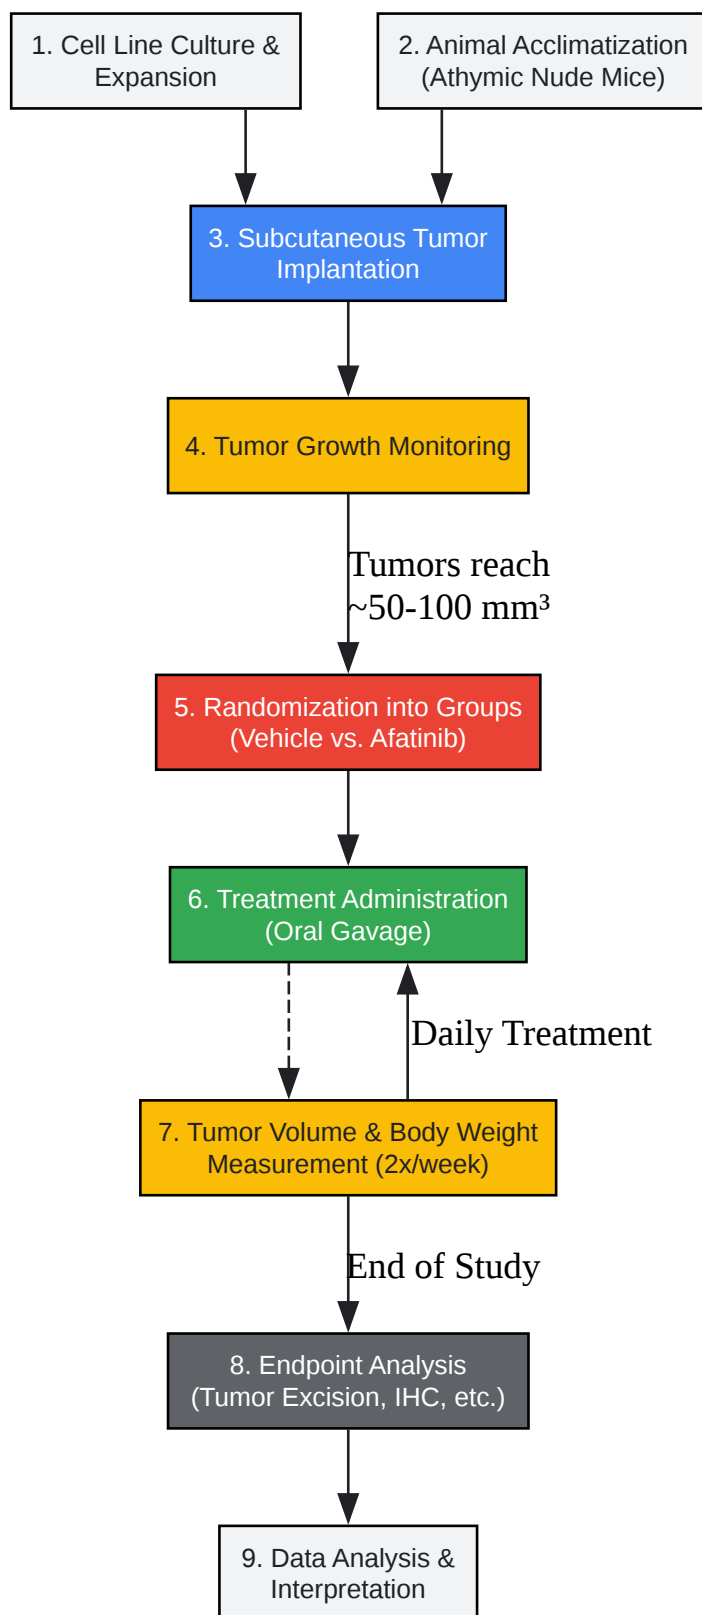 1. Cell Line Culture &
Expansion
2. Animal Acclimatization
(Athymic Nude Mice)
3. Subcutaneous Tumor
Implantation
4. Tumor Growth Monitoring
Tumors reach
~50-100 mm³
5. Randomization into Groups
(Vehicle vs. Afatinib)
6. Treatment Administration
(Oral Gavage)
Daily Treatment
7. Tumor Volume & Body Weight
Measurement (2x/week)
End of Study
8. Endpoint Analysis
(Tumor Excision, IHC, etc.)
9. Data Analysis &
Interpretation